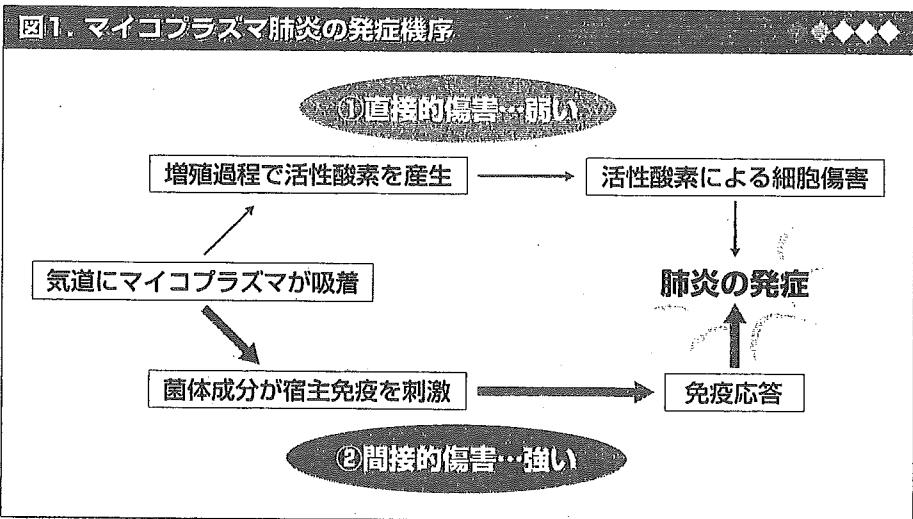 図1. マイコプラズマ肺炎の発症機序
①直接的傷害…弱い
増殖過程で活性酸素を産生
活性酸素による細胞傷害
気道にマイコプラズマが吸着
肺炎の発症
菌体成分が宿主免疫を刺激
免疫応答
②間接的傷害…強い